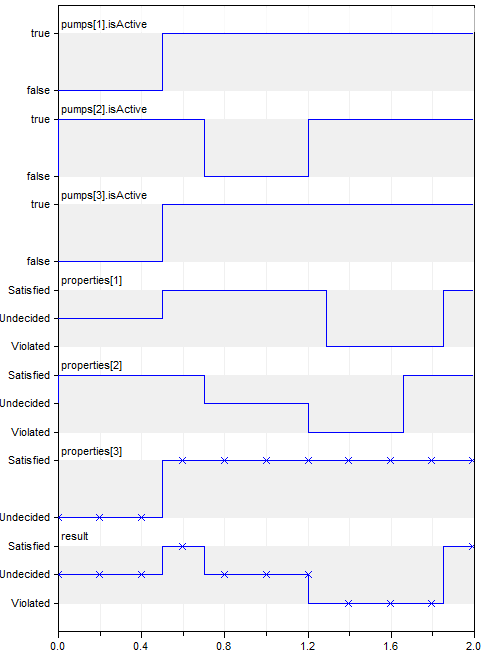 pumps[1].isActive
true
false
pumps[2].isActive
true
false
pumps[3].isActive
true
false
properties[1]
Satisfied
Undecided
Violated
properties[2]
Satisfied
Undecided
Violated
properties[3]
Satisfied
Undecided
result
Satisfied
Undecided
Violated
0.0 0.4 0.8 1.2 1.6 2.0